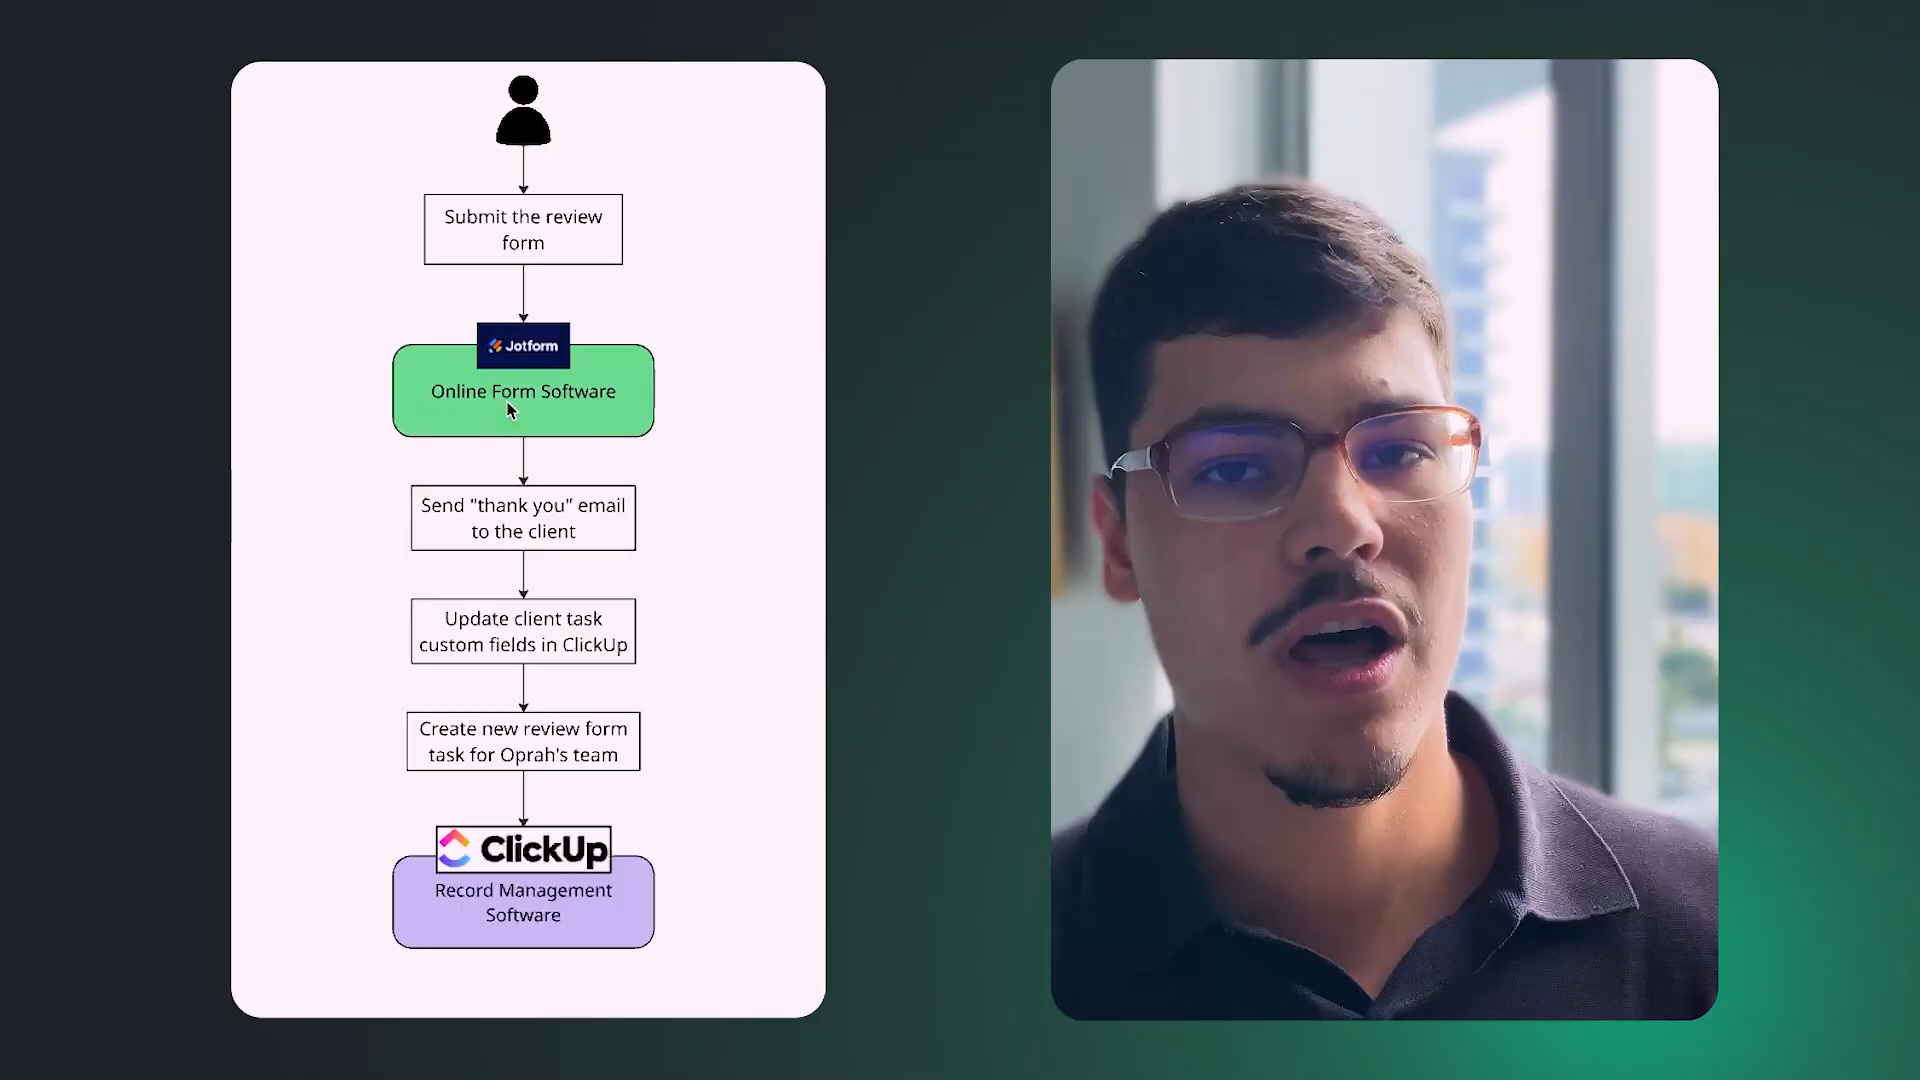 Submit the review
form
Jotform
Online Form Software
Send "thank you" email
to the client
Update client task
custom fields in ClickUp
Create new review form
task for Oprah's team
ClickUp
Record Management
Software